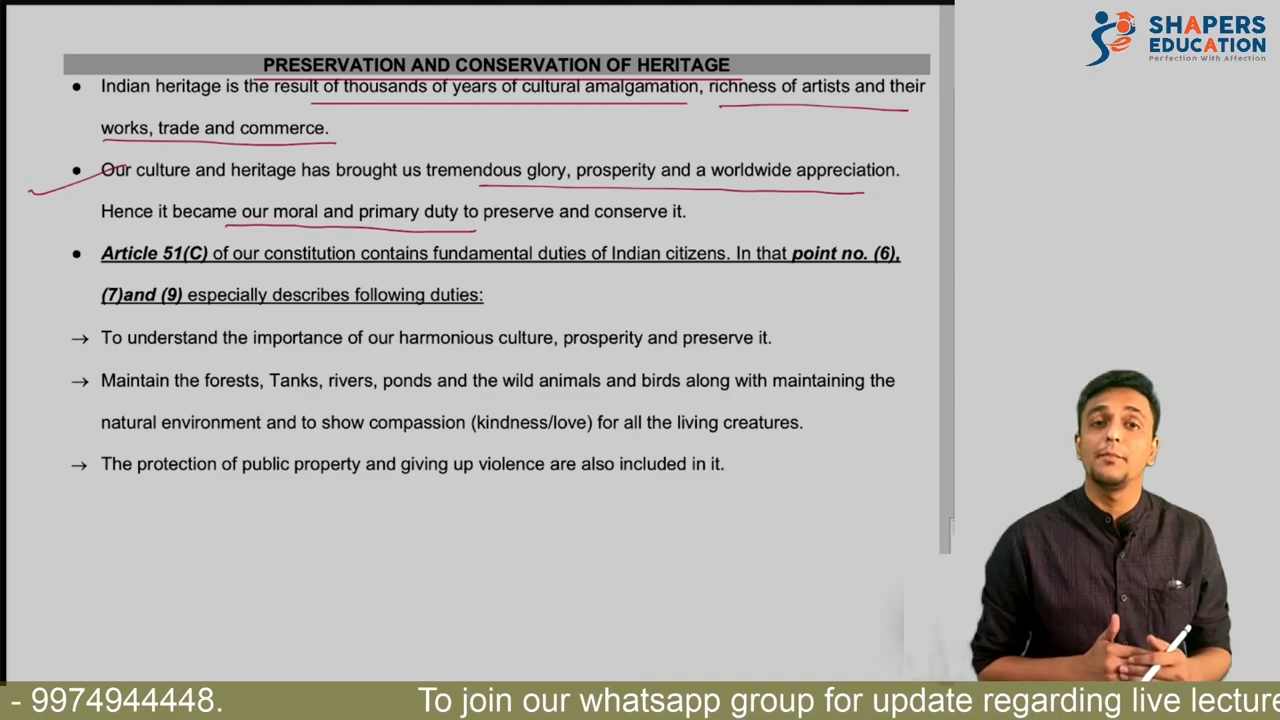 SHAPERS
EDUCATION
Perfection With Affection
PRESERVATION AND CONSERVATION OF HERITAGE
● Indian heritage is the result of thousands of years of cultural amalgamation, richness of artists and their
works, trade and commerce.
● Our culture and heritage has brought us tremendous glory, prosperity and a worldwide appreciation.
Hence it became our moral and primary duty to preserve and conserve it.
● Article 51(C) of our constitution contains fundamental duties of Indian citizens. In that point no. (6),
(7)and (9) especially describes following duties:
→ To understand the importance of our harmonious culture, prosperity and preserve it.
→ Maintain the forests, Tanks, rivers, ponds and the wild animals and birds along with maintaining the
natural environment and to show compassion (kindness/love) for all the living creatures.
→ The protection of public property and giving up violence are also included in it.
- 9974944448. To join our whatsapp group for update regarding live lecture